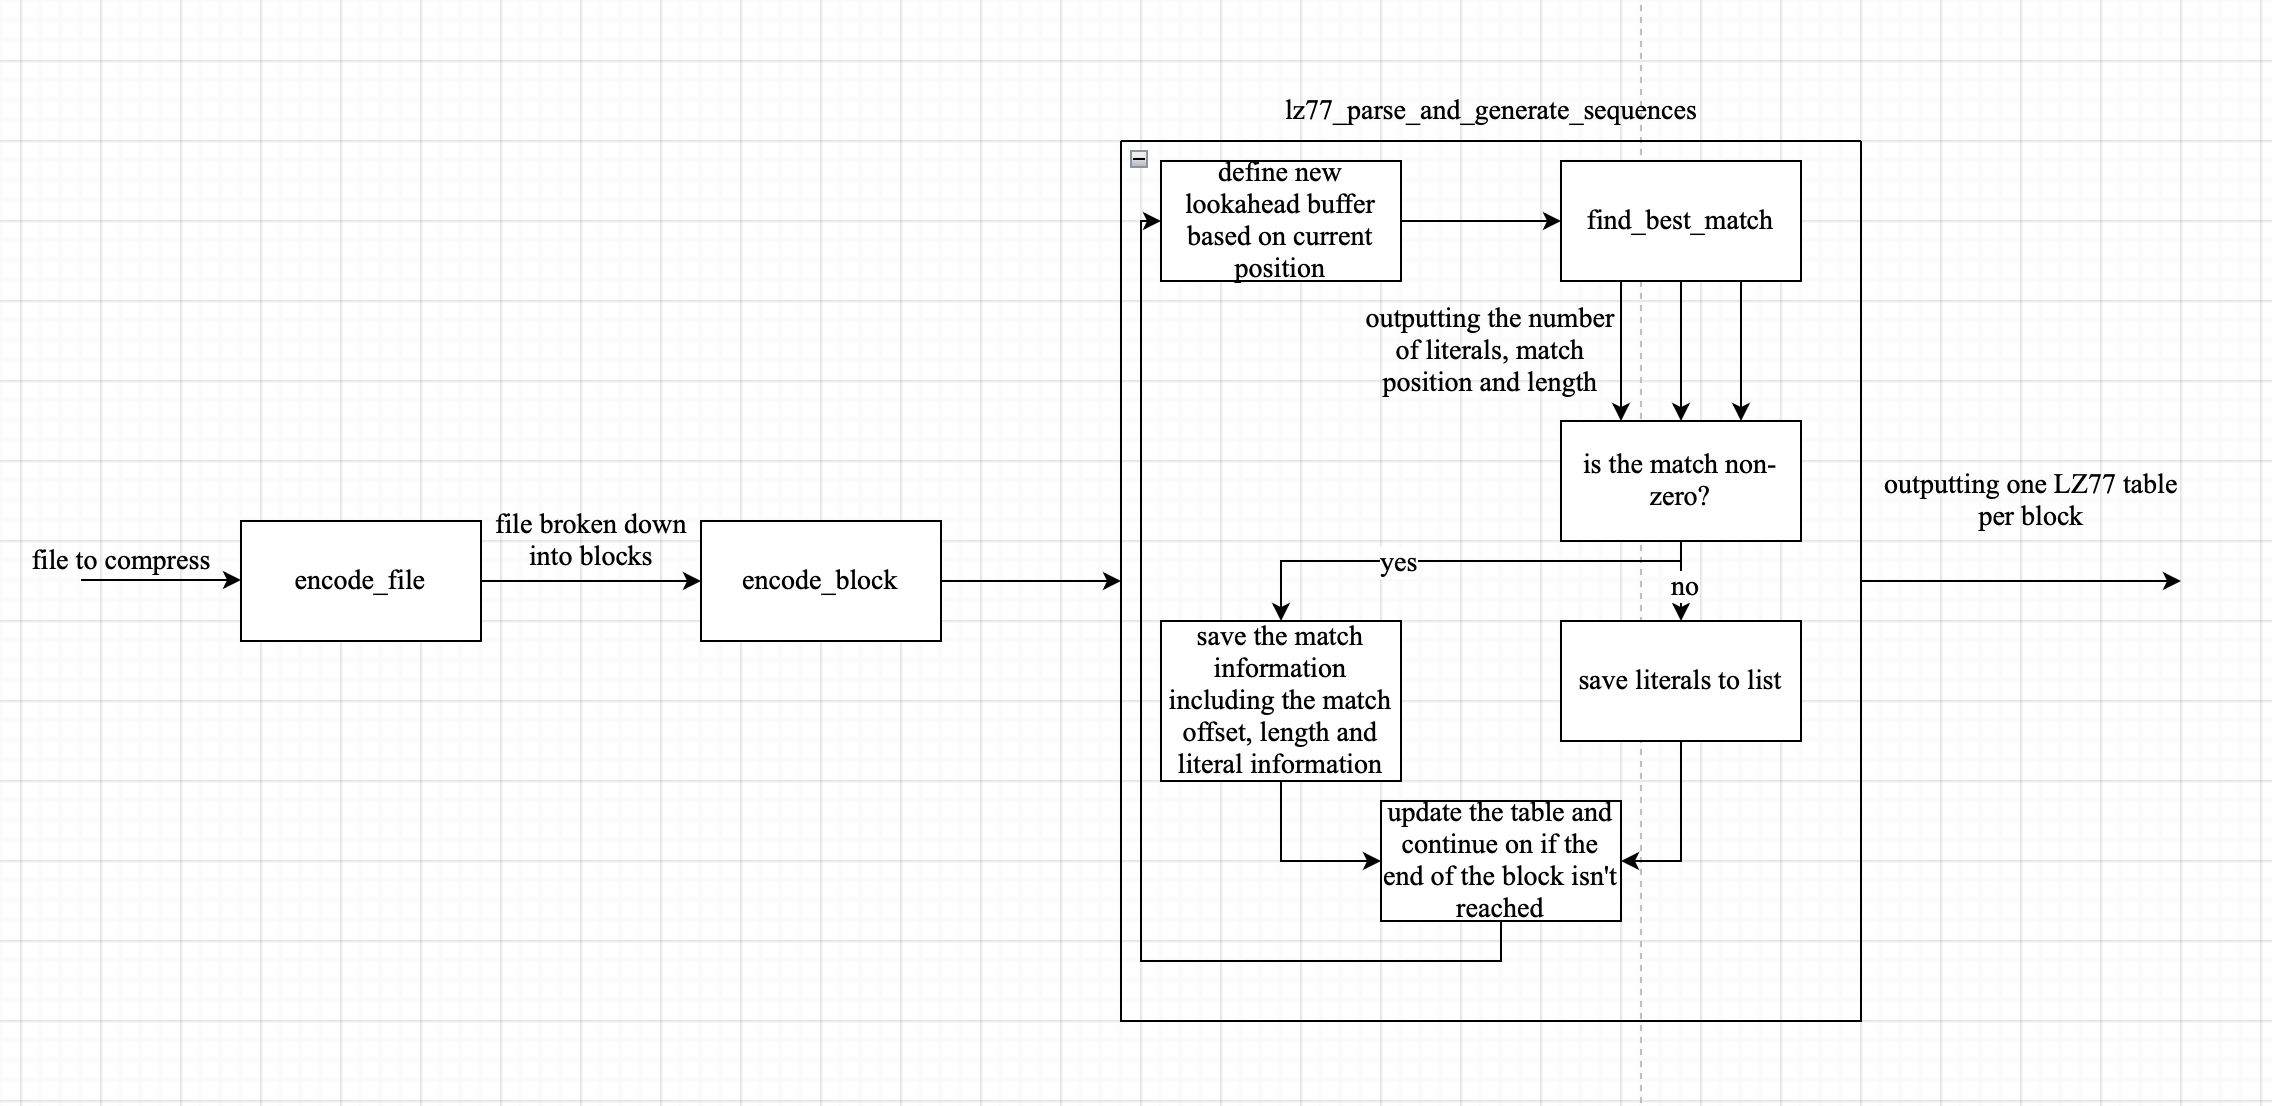 lz77_parse_and_generate_sequences
define new
lookahead buffer
based on current
position
find_best_match
outputting the number
of literals, match
position and length
is the match non-
zero?
outputting one LZ77 table
per block
file to compress
encode_file
file broken down
into blocks
encode_block
yes
no
save the match
information
including the match
offset, length and
literal information
save literals to list
update the table and
continue on if the
end of the block isn't
reached